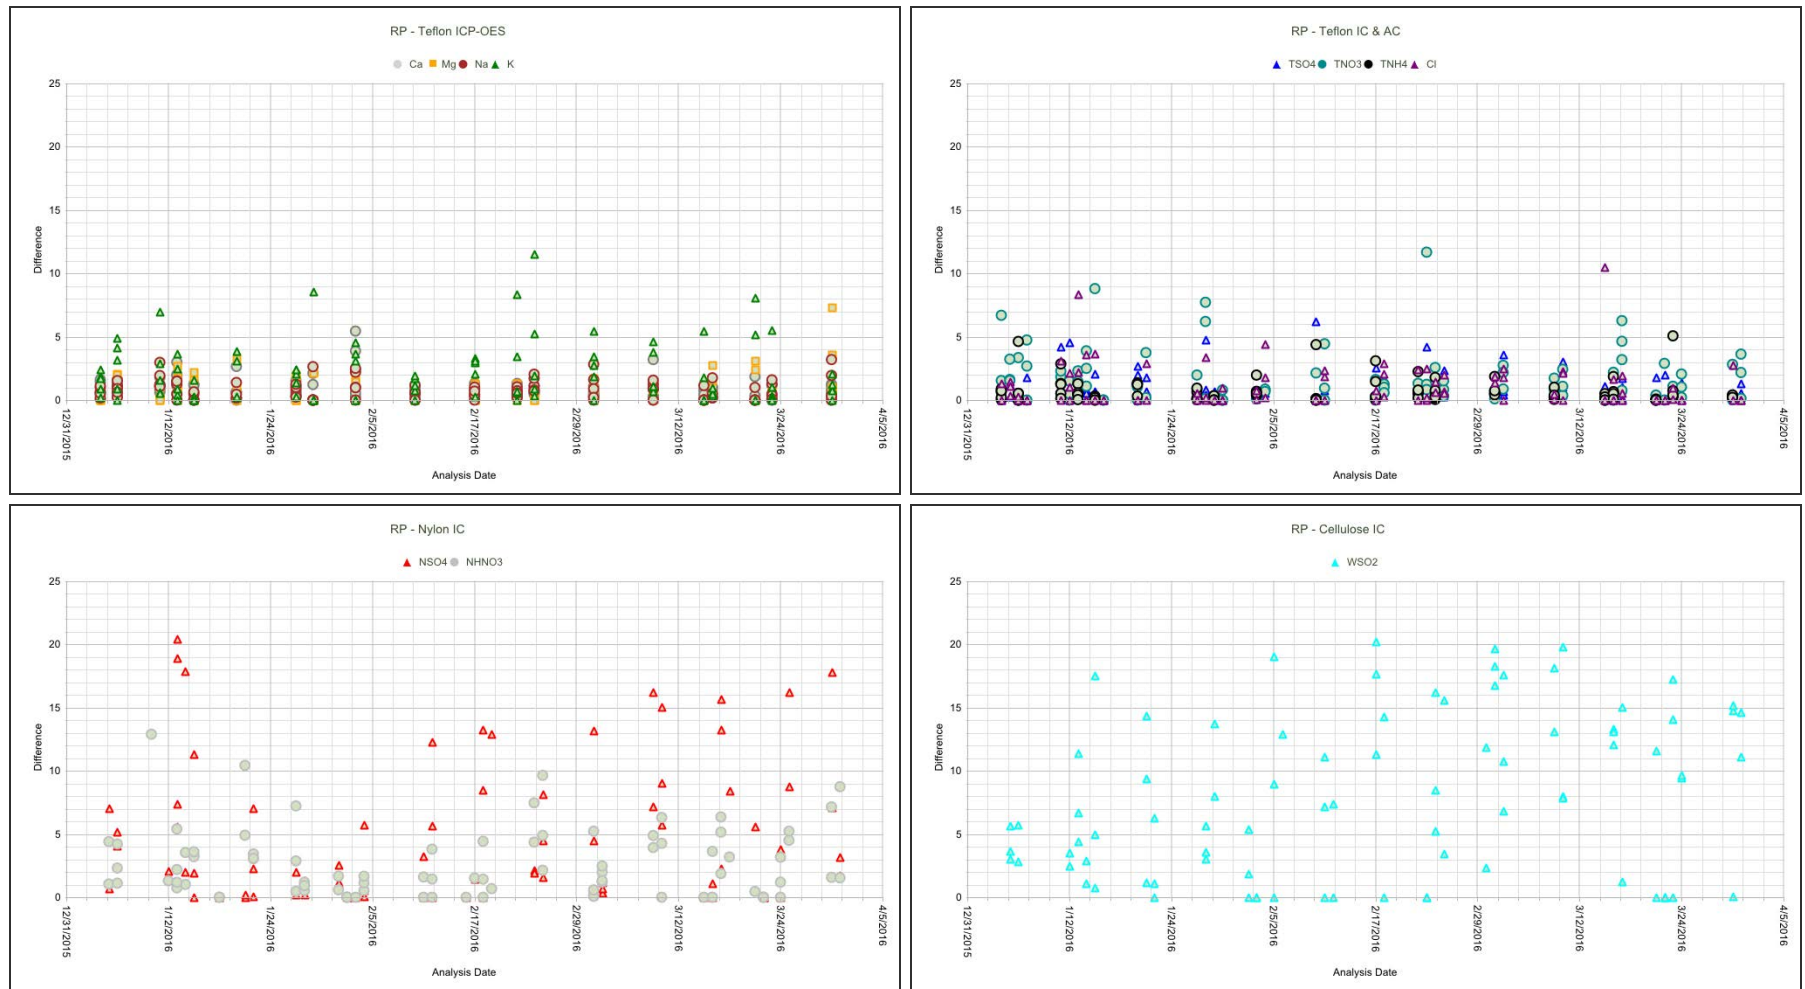 RP - Teflon ICP-OES
Ca Mg Na K
25
20
15
10
5
0
Difference
12/31/2015 1/12/2016 1/24/2016 2/5/2016 2/17/2016 2/29/2016 3/12/2016 3/24/2016 4/5/2016
Analysis Date
RP - Teflon IC & AC
TSO4 TNO3 TNH4 Cl
25
20
15
10
5
0
Difference
12/31/2015 1/12/2016 1/24/2016 2/5/2016 2/17/2016 2/29/2016 3/12/2016 3/24/2016 4/5/2016
Analysis Date
RP - Nylon IC
NSO4 NHNO3
25
20
15
10
5
0
Difference
12/31/2015 1/12/2016 1/24/2016 2/5/2016 2/17/2016 2/29/2016 3/12/2016 3/24/2016 4/5/2016
Analysis Date
RP - Cellulose IC
WSO2
25
20
15
10
5
0
Difference
12/31/2015 1/12/2016 1/24/2016 2/5/2016 2/17/2016 2/29/2016 3/12/2016 3/24/2016 4/5/2016
Analysis Date